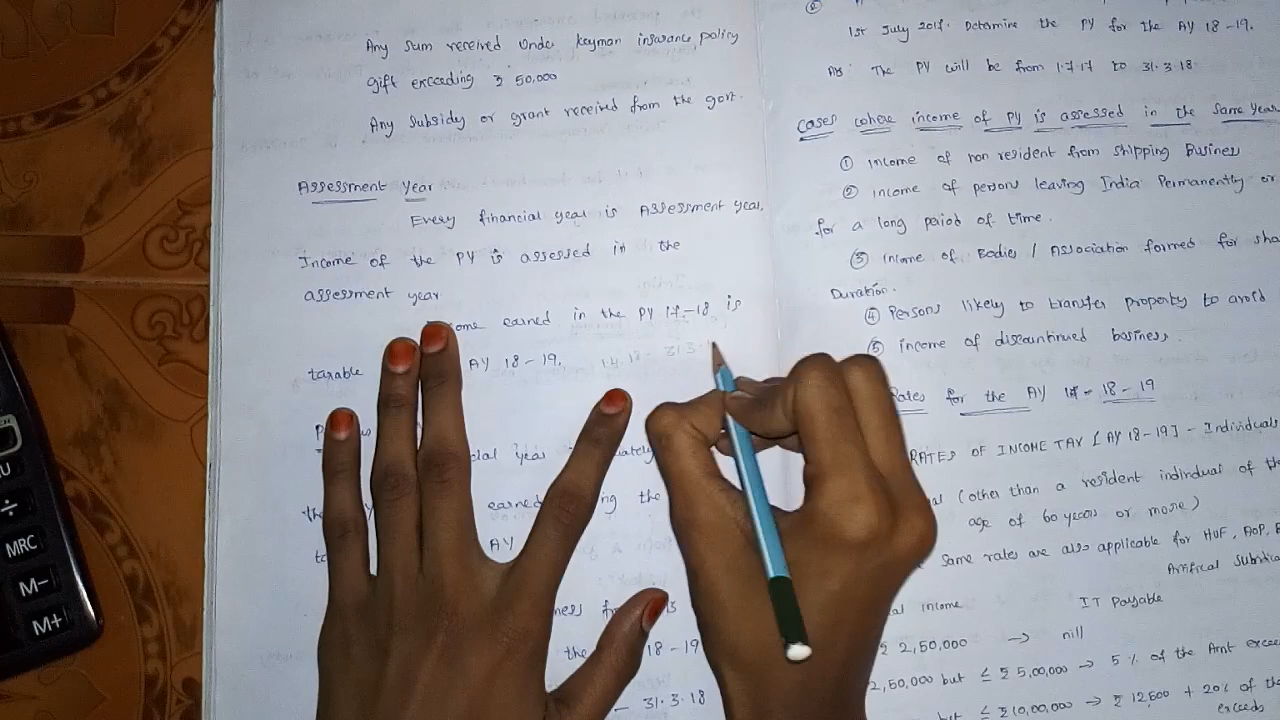 Any sum received under keyman insurance policy
Gift exceeding ₹ 50,000
Any subsidy or grant received from the govt.
Assessment Year
Every financial year is Assessment year.
Income of the PY is assessed in the
assessment year
earned in the PY 17-18 is
taxable AY 18-19.
31.3.
earned the
AY
the 18-19
- 31.3.18
②
1st July 2017. Determine the PY for the AY 18-19.
Ans: The PY will be from 1.7.17 to 31.3.18
Cases where income of PY is assessed in the same year
① Income of non resident from shipping Business
② Income of persons leaving India Permanently or
for a long period of time.
③ Income of Bodies / Association formed for
Duration.
④ Persons likely to transfer property to avoid
⑤ income of discontinued business.
Rates for the AY 18-19
RATES OF INCOME TAX [AY 18-19] - Individuals
(other than a resident individual of the
age of 60 years or more)
Same rates are also applicable for HUF, AOP,
Artifical
income IT Payable
₹ 2,50,000 → nill
2,50,000 but ≤ ₹ 5,00,000 → 5% of the Amt
but ≤ ₹10,00,000 → ₹ 12,500 + 20% of the
exceeds
÷
MRC
M-
M+